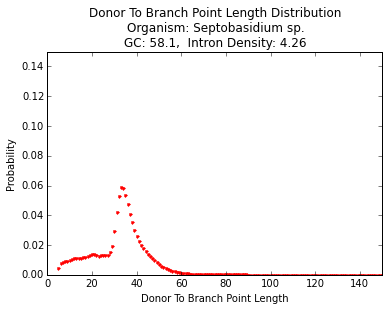 Donor To Branch Point Length Distribution
Organism: Septobasidium sp.
GC: 58.1,  Intron Density: 4.26
0.14
0.12
0.10
0.08
0.06
0.04
0.02
0.00
Probability
0 20 40 60 80 100 120 140
Donor To Branch Point Length